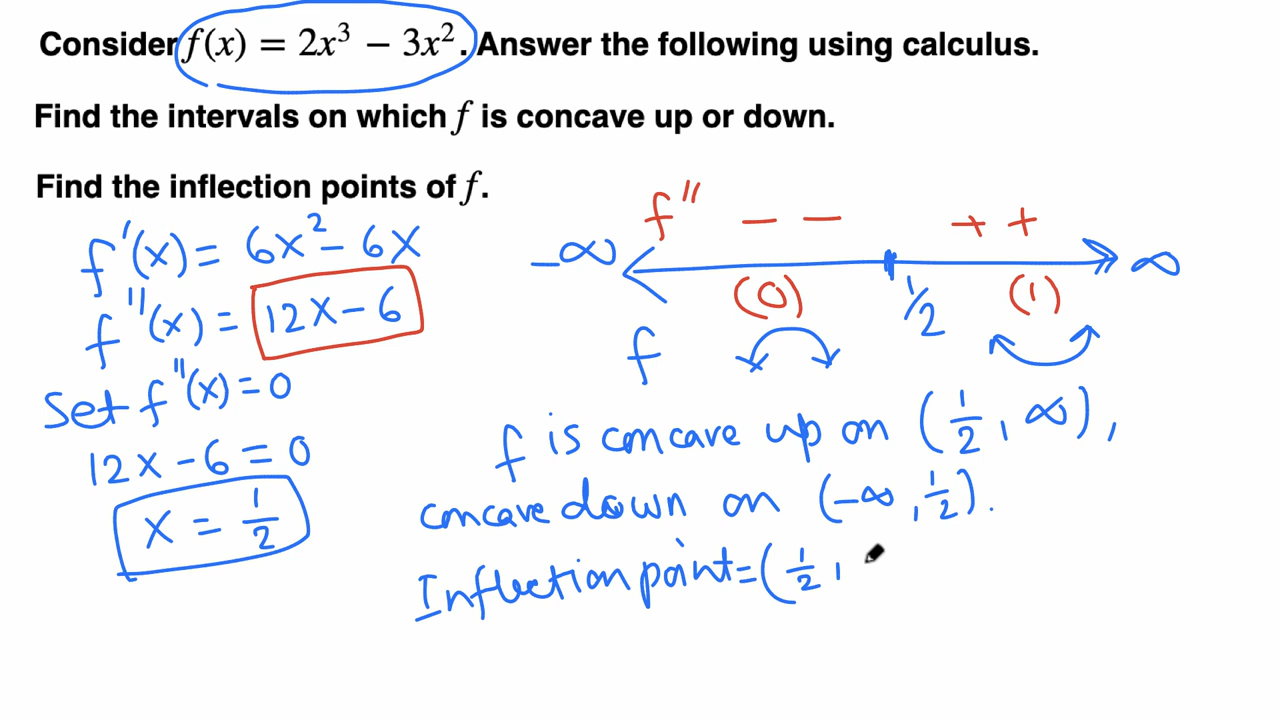 Consider f(x) = 2x³ − 3x². Answer the following using calculus.
Find the intervals on which f is concave up or down.
Find the inflection points of f.
f'(x) = 6x² − 6x
f''(x) = 12x − 6
Set f''(x) = 0
12x − 6 = 0
x = 1/2
f'' − − + +
−∞ ∞
(0) 1/2 (1)
f
f is concave up on (1/2, ∞),
concave down on (−∞, 1/2).
Inflection point = (1/2,